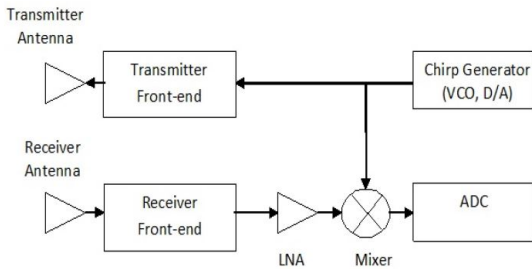 Transmitter
Antenna
Transmitter
Front-end
Chirp Generator
(VCO, D/A)
Receiver
Antenna
Receiver
Front-end
LNA
Mixer
ADC